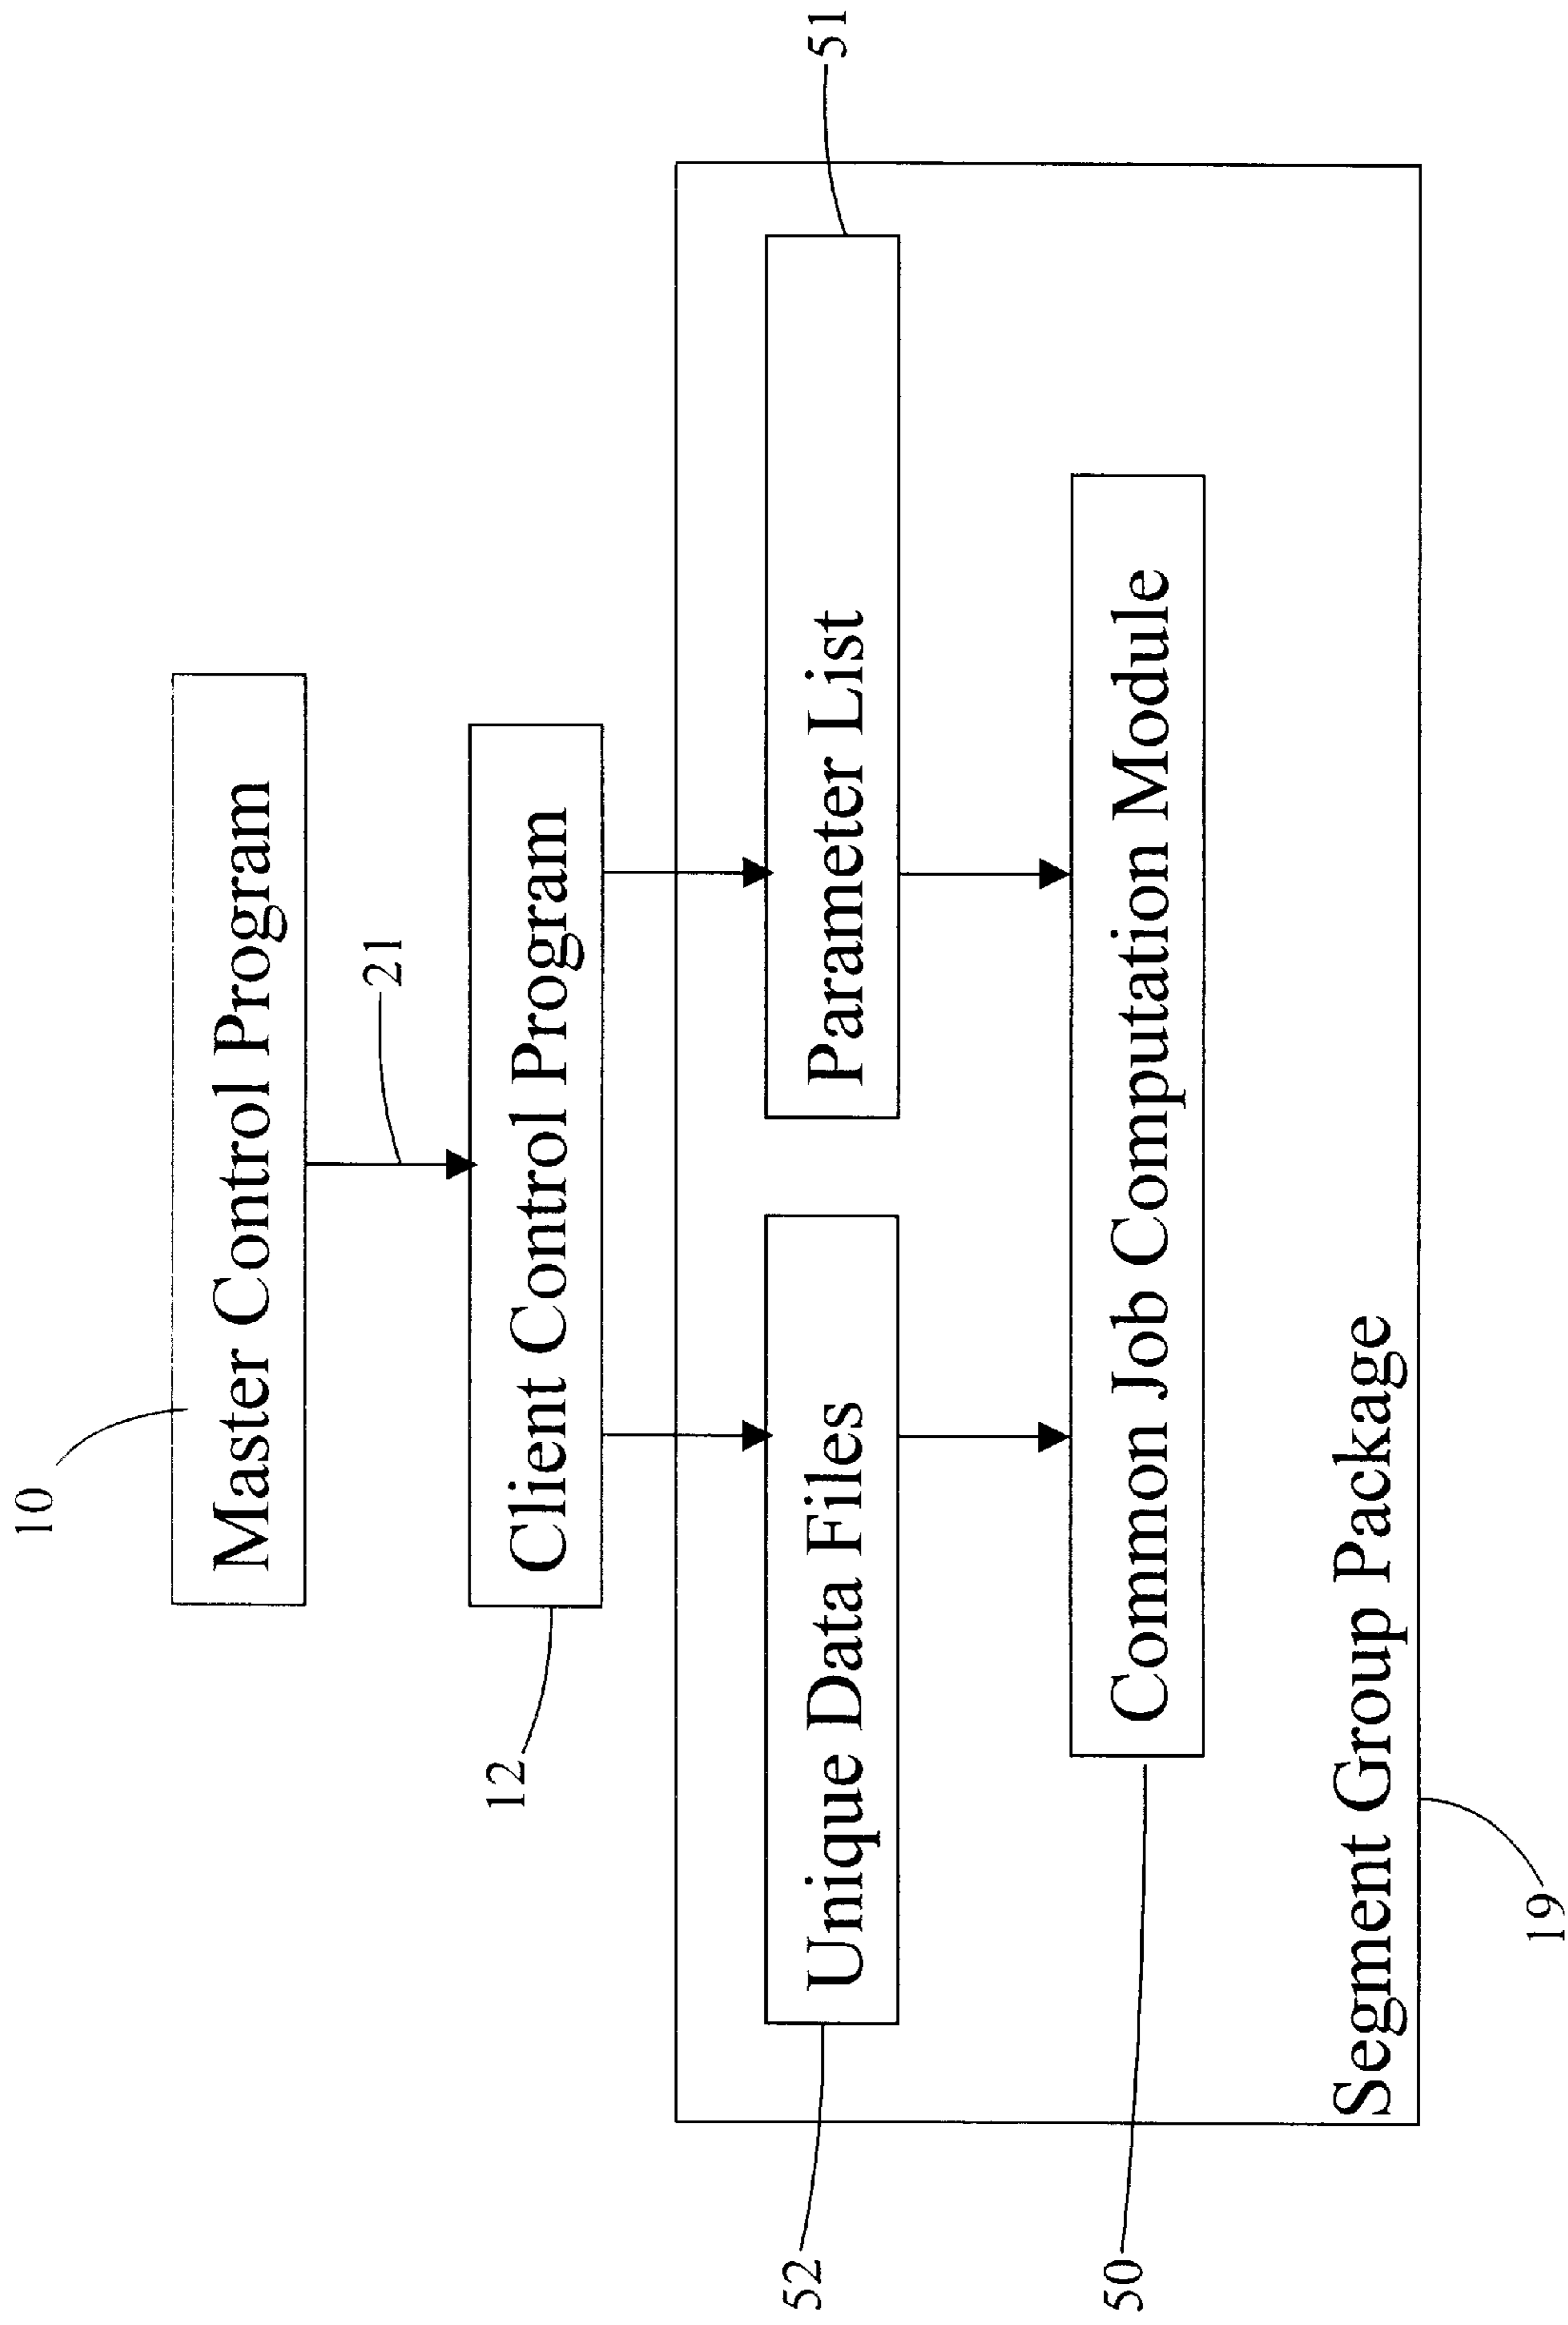 10
Master Control Program
21
12
Client Control Program
52
Unique Data Files
Parameter List
51
50
Common Job Computation Module
Segment Group Package
19